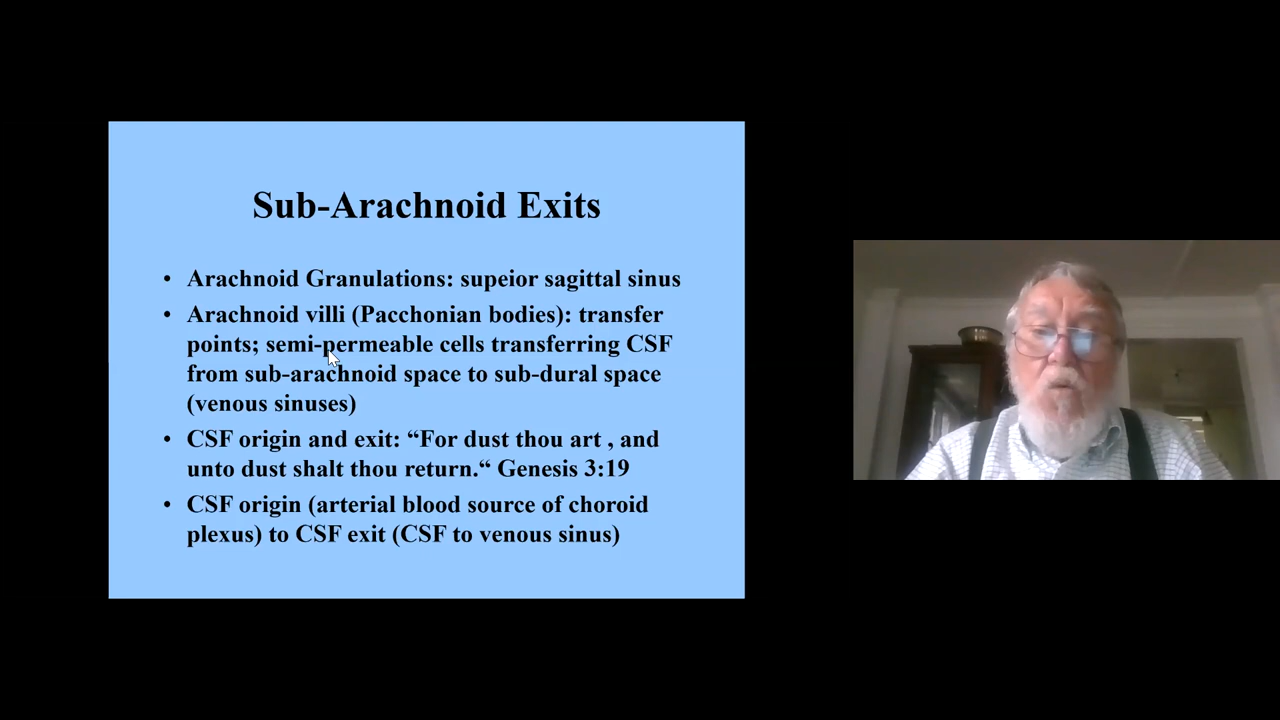 Sub-Arachnoid Exits
• Arachnoid Granulations: supeior sagittal sinus
• Arachnoid villi (Pacchonian bodies): transfer
points; semi-permeable cells transferring CSF
from sub-arachnoid space to sub-dural space
(venous sinuses)
• CSF origin and exit: “For dust thou art , and
unto dust shalt thou return.“ Genesis 3:19
• CSF origin (arterial blood source of choroid
plexus) to CSF exit (CSF to venous sinus)